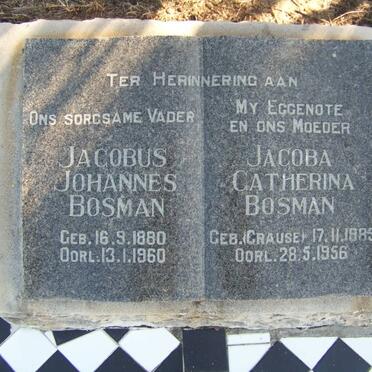 TER HERINNERING AAN
ONS SORGSAME VADER
JACOBUS
JOHANNES
BOSMAN
GEB. 16.9.1880
OORL. 13.1.1960
MY EGGENOTE
EN ONS MOEDER
JACOBA
CATHERINA
BOSMAN
GEB. (CRAUSE) 17.11.1885
OORL. 28.5.1956